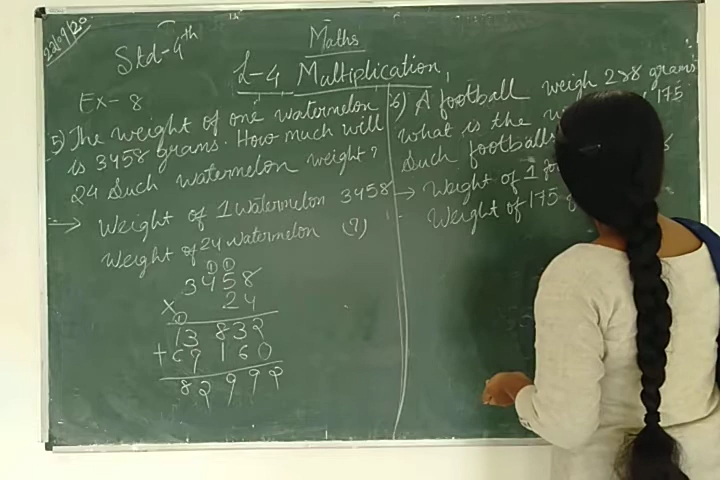 22/09/20
Std-4th
Maths
L-4 Multiplication
Ex-8
5) The weight of one watermelon
is 3458 grams. How much will
24 Such watermelon weight?
→ Weight of 1 watermelon 3458
Weight of 24 watermelon (?)
3458
× 24
13832
+ 69160
82992
6) A football weigh 288 grams
what is the 175
Such footballs
→ Weight of 1
Weight of 175